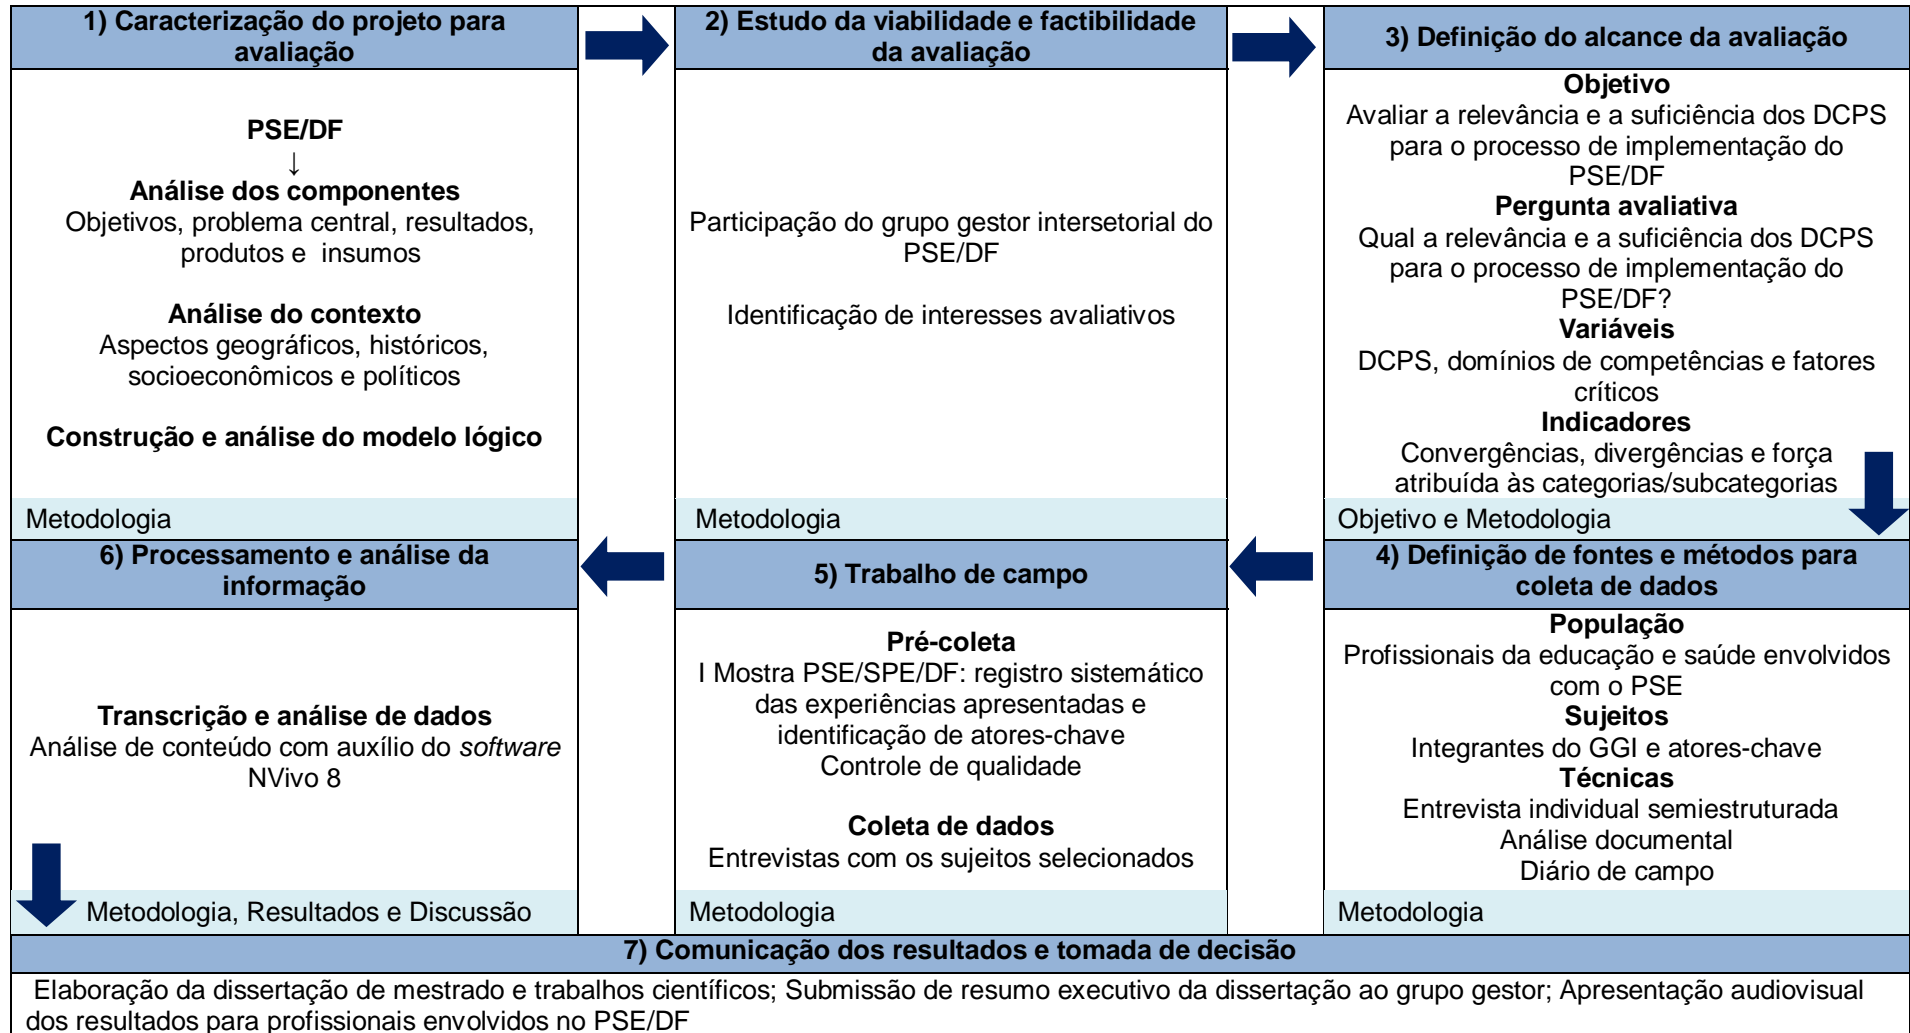 1) Caracterização do projeto para
avaliação
PSE/DF
↓
Análise dos componentes
Objetivos, problema central, resultados,
produtos e insumos
Análise do contexto
Aspectos geográficos, históricos,
socioeconômicos e políticos
Construção e análise do modelo lógico
Metodologia
2) Estudo da viabilidade e factibilidade
da avaliação
Participação do grupo gestor intersetorial do
PSE/DF
Identificação de interesses avaliativos
Metodologia
3) Definição do alcance da avaliação
Objetivo
Avaliar a relevância e a suficiência dos DCPS
para o processo de implementação do
PSE/DF
Pergunta avaliativa
Qual a relevância e a suficiência dos DCPS
para o processo de implementação do
PSE/DF?
Variáveis
DCPS, domínios de competências e fatores
críticos
Indicadores
Convergências, divergências e força
atribuída às categorias/subcategorias
Objetivo e Metodologia
4) Definição de fontes e métodos para
coleta de dados
População
Profissionais da educação e saúde envolvidos
com o PSE
Sujeitos
Integrantes do GGI e atores-chave
Técnicas
Entrevista individual semiestruturada
Análise documental
Diário de campo
Metodologia
5) Trabalho de campo
Pré-coleta
I Mostra PSE/SPE/DF: registro sistemático
das experiências apresentadas e
identificação de atores-chave
Controle de qualidade
Coleta de dados
Entrevistas com os sujeitos selecionados
Metodologia
6) Processamento e análise da
informação
Transcrição e análise de dados
Análise de conteúdo com auxílio do software
NVivo 8
Metodologia, Resultados e Discussão
7) Comunicação dos resultados e tomada de decisão
Elaboração da dissertação de mestrado e trabalhos científicos; Submissão de resumo executivo da dissertação ao grupo gestor; Apresentação audiovisual
dos resultados para profissionais envolvidos no PSE/DF